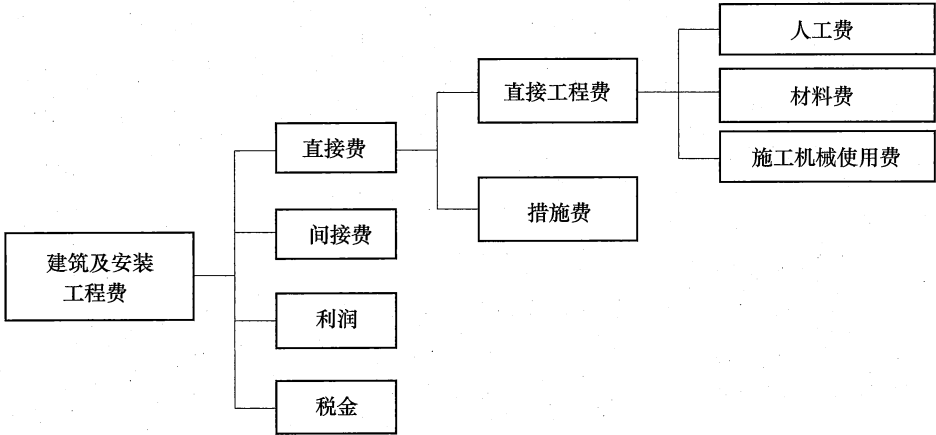 人工费
直接工程费
材料费
直接费
施工机械使用费
措施费
间接费
建筑及安装
工程费
利润
税金